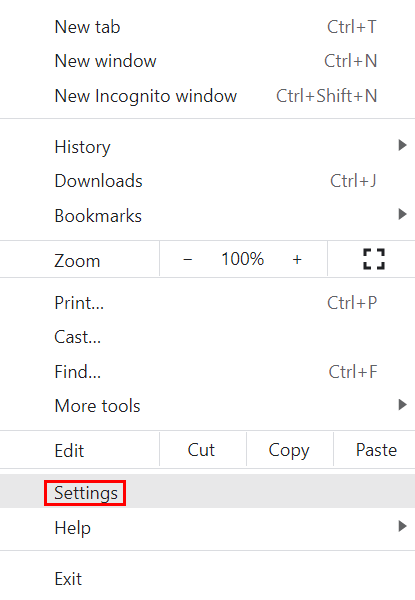 New tab Ctrl+T
New window Ctrl+N
New Incognito window Ctrl+Shift+N
History
Downloads Ctrl+J
Bookmarks
Zoom − 100% +
Print... Ctrl+P
Cast...
Find... Ctrl+F
More tools
Edit Cut Copy Paste
Settings
Help
Exit